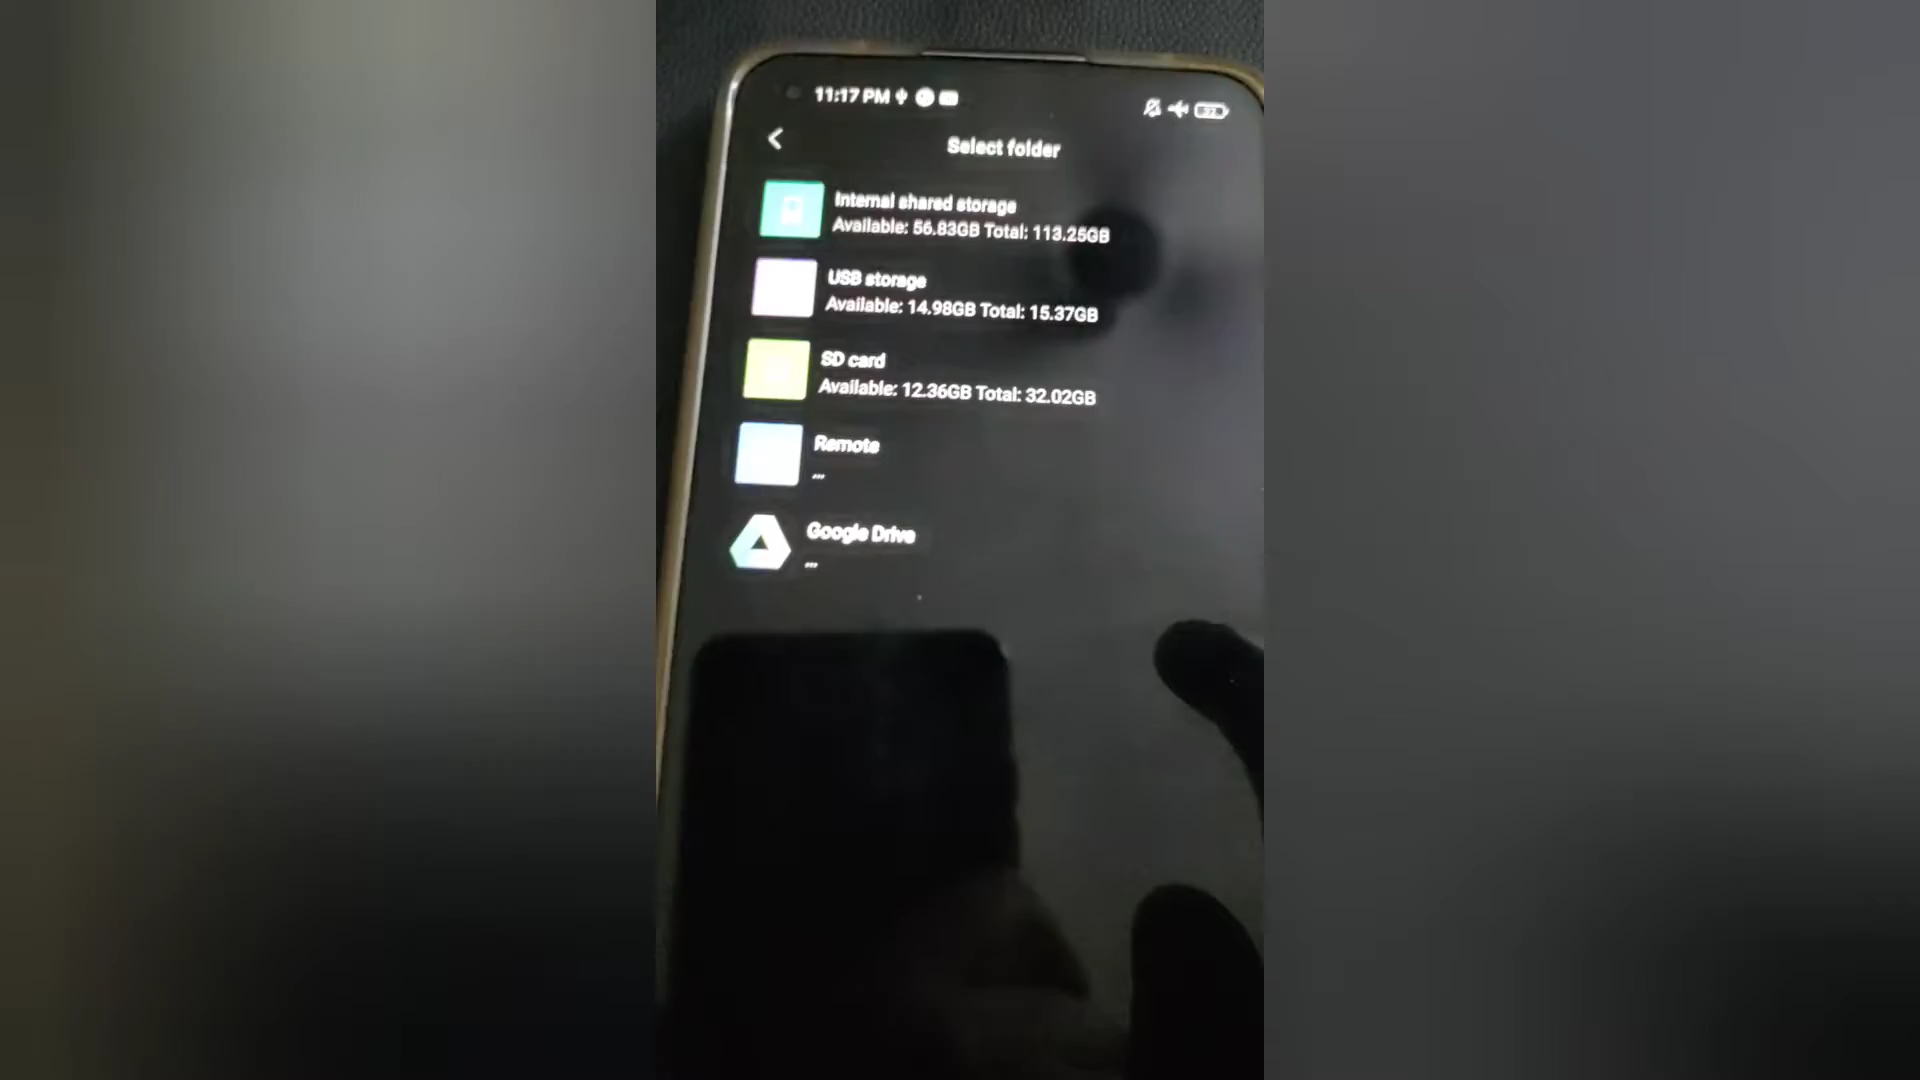 11:17 PM
Select folder
Internal shared storage
Available: 56.83GB Total: 113.25GB
USB storage
Available: 14.98GB Total: 15.37GB
SD card
Available: 12.36GB Total: 32.02GB
Remote
...
Google Drive
...